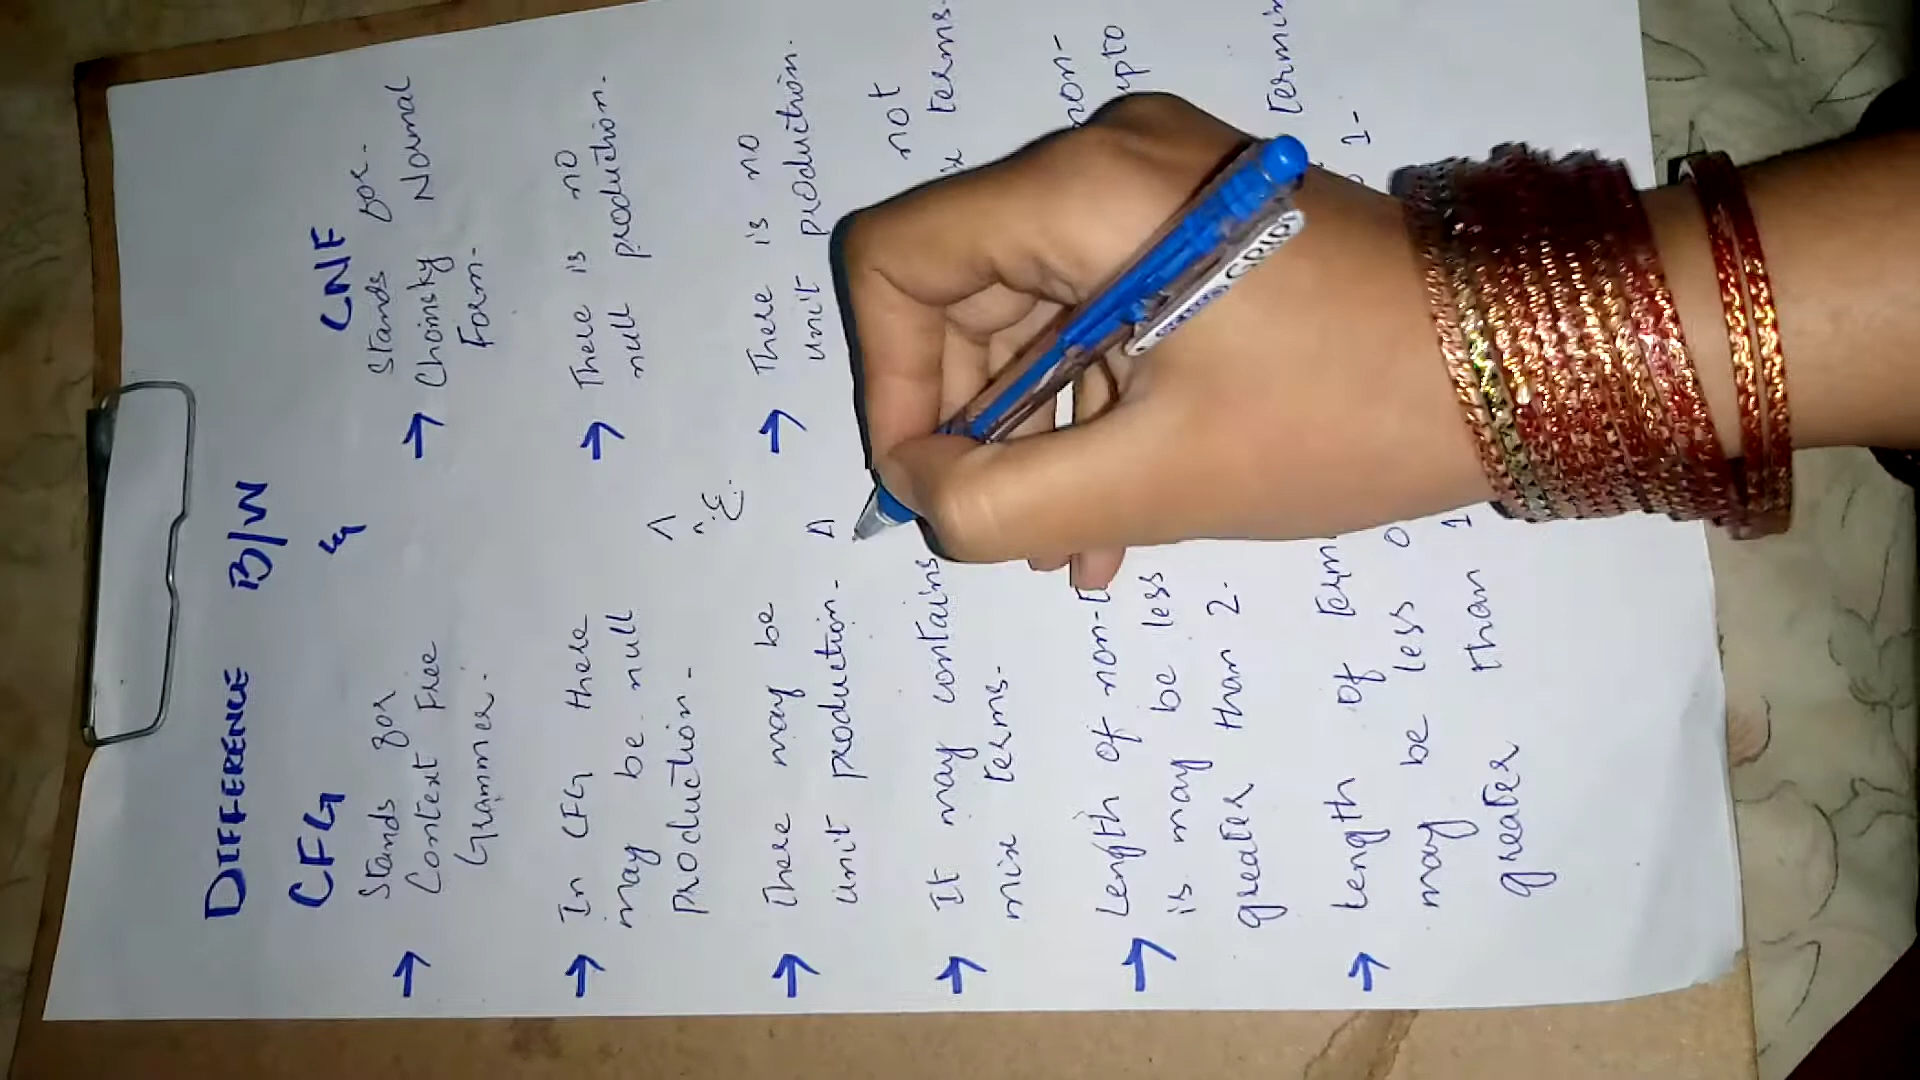 DIFFERENCE B/W
CFG & CNF
→ Stands for
Context Free
Grammer.
→ In CFG there
may be null
production.
^
^:ε.
→ There may be
unit production. A
→ It may contains
mix terms.
→ Length of non-t
is may be less
greater than 2.
→ Length of term
may be less o
greater than 1
Stands for.
→ Chomsky Normal
Form.
→ There is no
null production.
→ There is no
unit production.
not
terms.
non-
upto
1.
GRIP